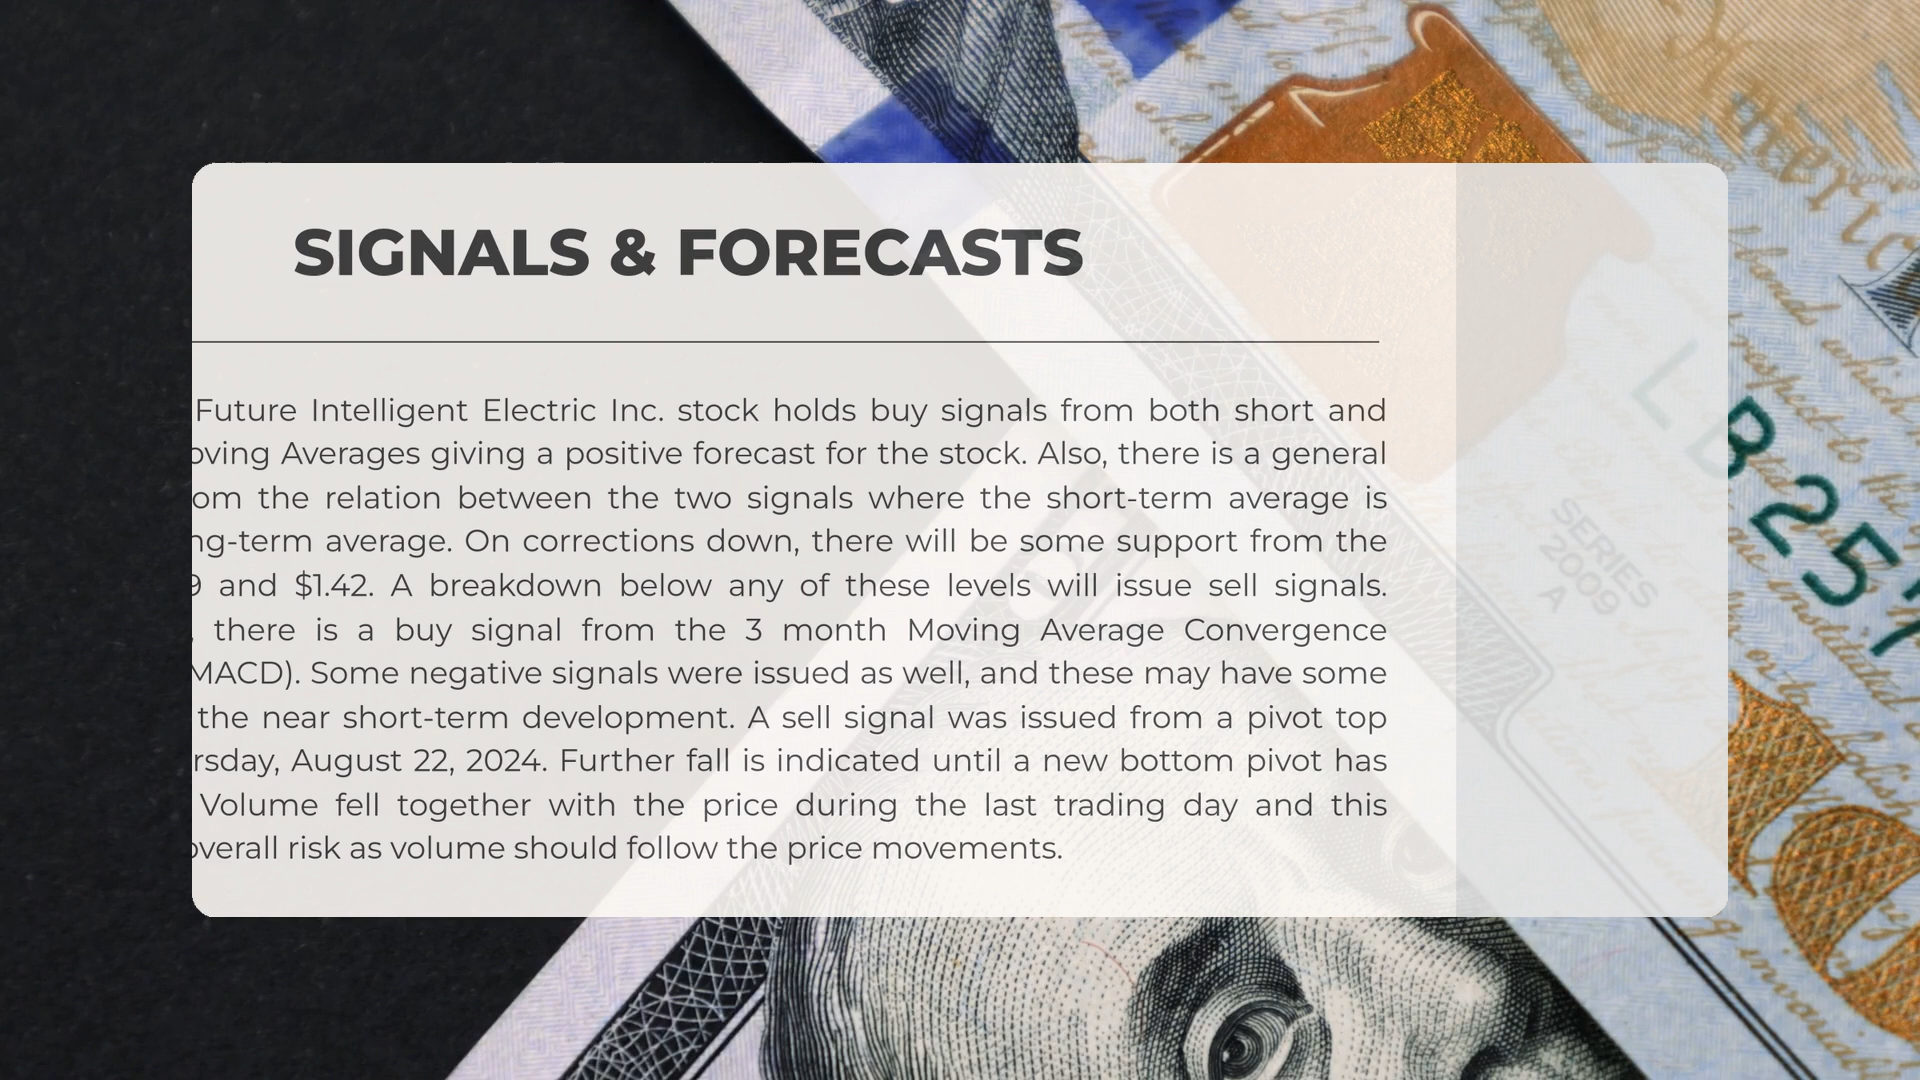 SIGNALS & FORECASTS
Future Intelligent Electric Inc. stock holds buy signals from both short and
oving Averages giving a positive forecast for the stock. Also, there is a general
om the relation between the two signals where the short-term average is
ng-term average. On corrections down, there will be some support from the
9 and $1.42. A breakdown below any of these levels will issue sell signals.
, there is a buy signal from the 3 month Moving Average Convergence
MACD). Some negative signals were issued as well, and these may have some
the near short-term development. A sell signal was issued from a pivot top
rsday, August 22, 2024. Further fall is indicated until a new bottom pivot has
Volume fell together with the price during the last trading day and this
overall risk as volume should follow the price movements.
L B 2 5
SERIES
2009
A